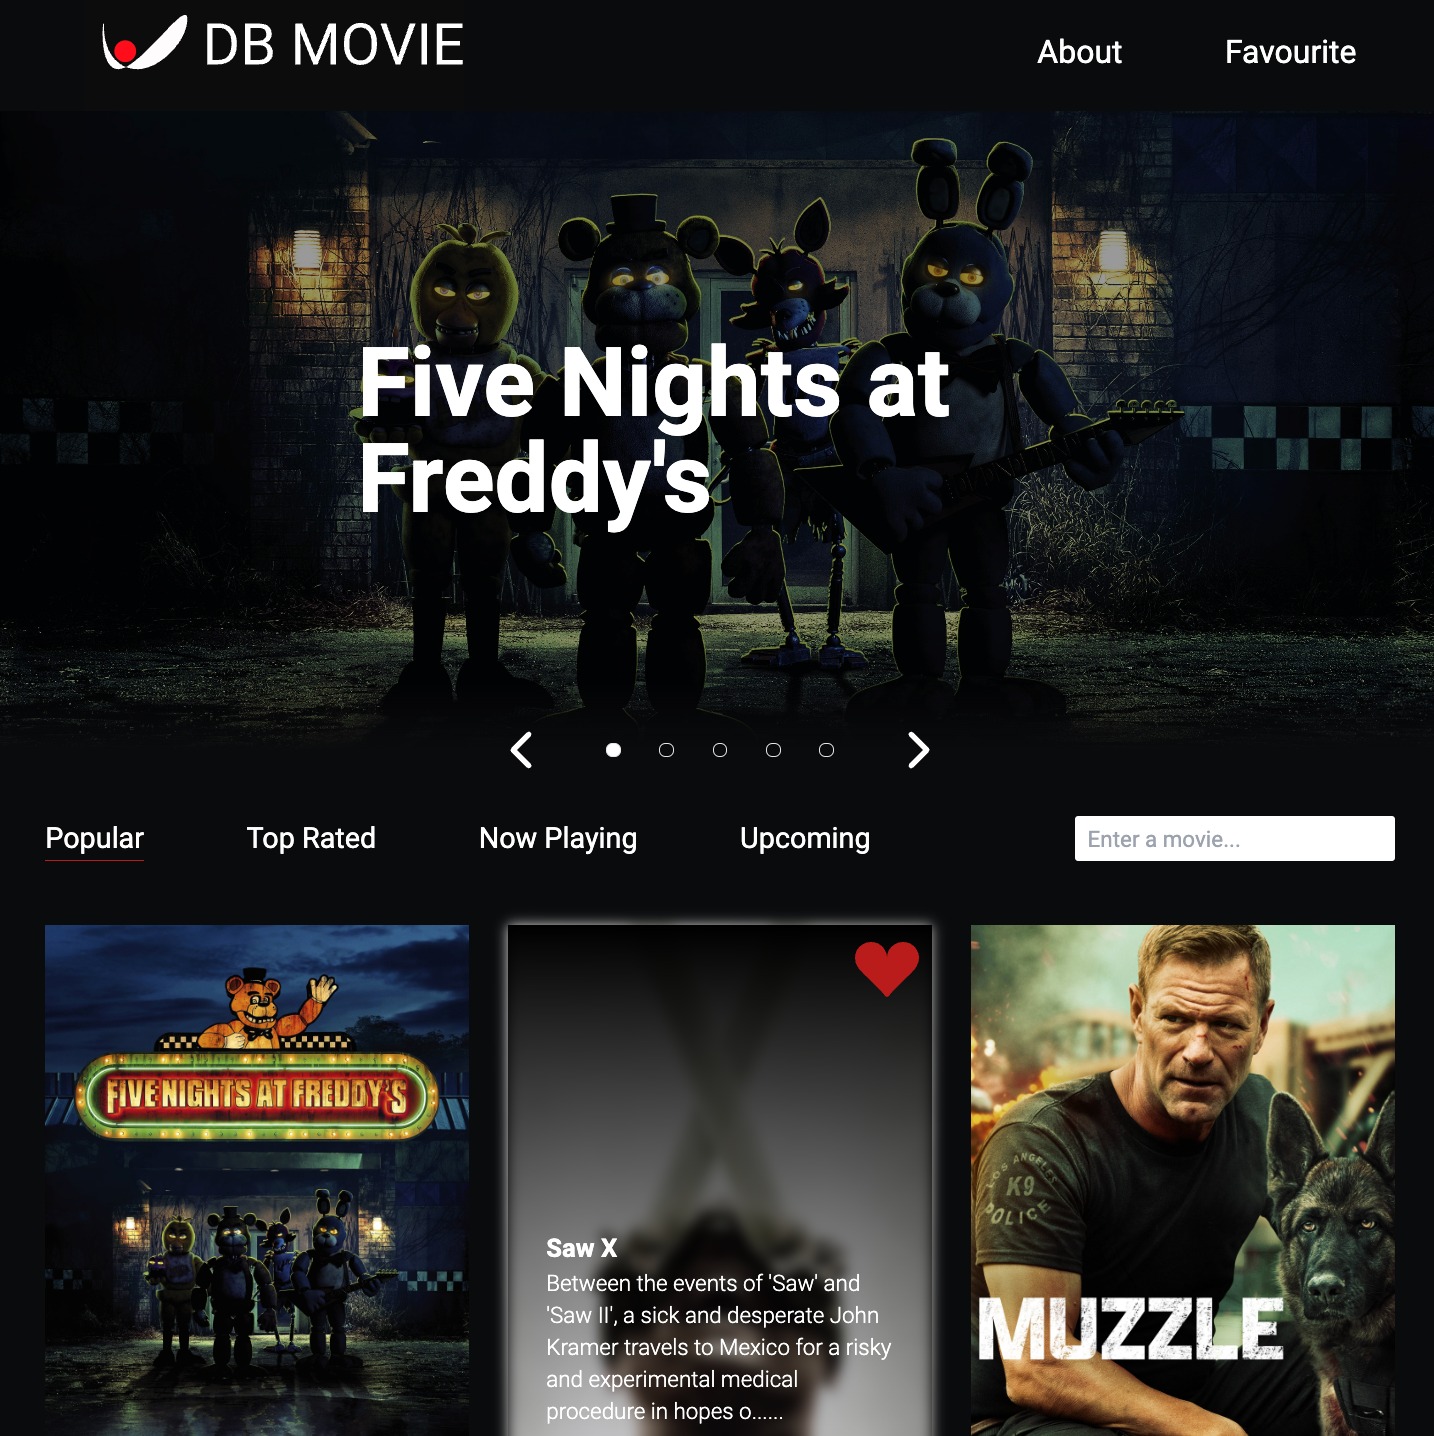 DB MOVIE
About
Favourite
Five Nights at
Freddy's
Popular
Top Rated
Now Playing
Upcoming
Enter a movie...
FIVE NIGHTS AT FREDDY'S
Saw X
Between the events of 'Saw' and
'Saw II', a sick and desperate John
Kramer travels to Mexico for a risky
and experimental medical
procedure in hopes o......
LOS ANGELES
K9
POLICE
MUZZLE